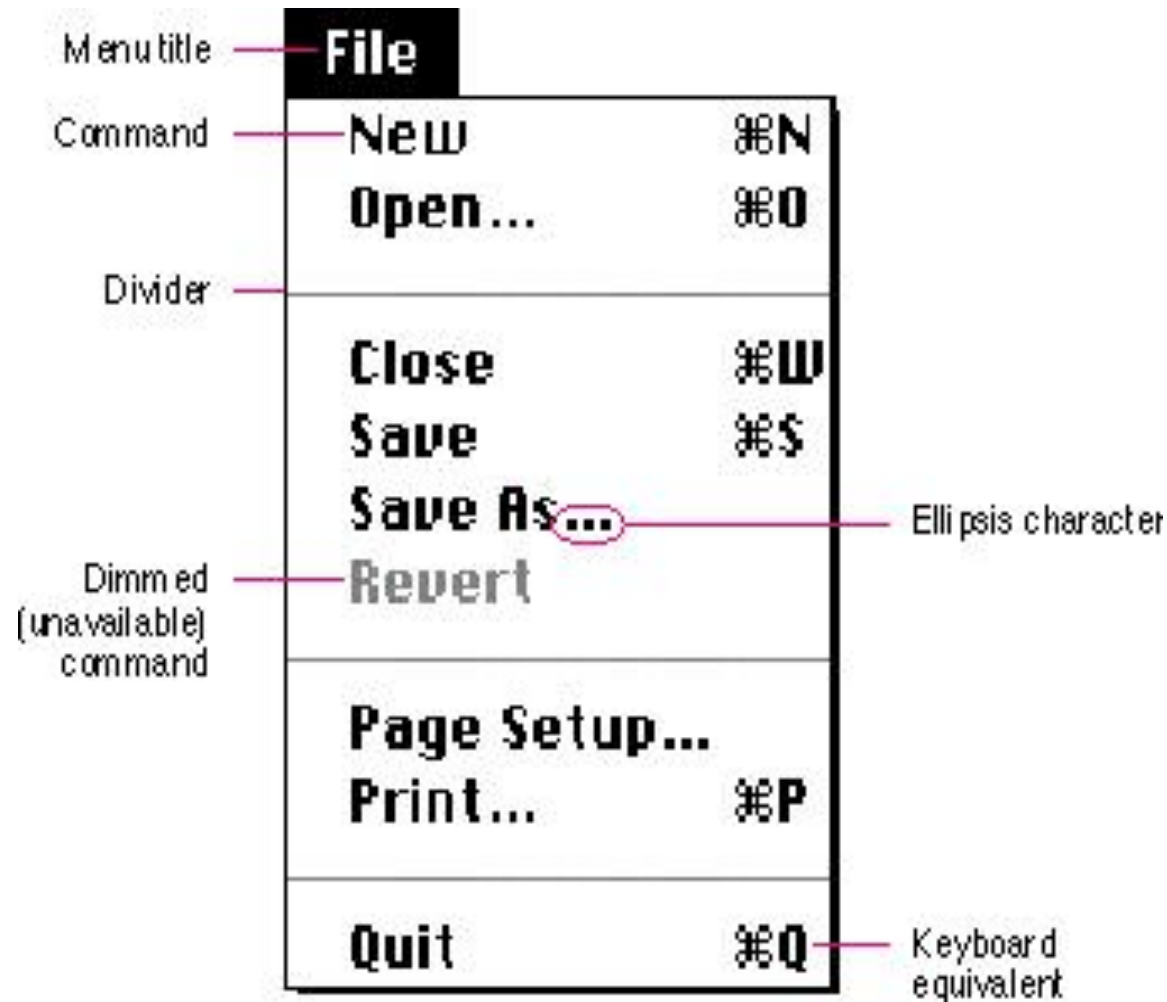 Menu title
File
Command
New ⌘N
Open... ⌘O
Divider
Close ⌘W
Save ⌘S
Save As...
Ellipsis character
Dimmed
(unavailable)
command
Revert
Page Setup...
Print... ⌘P
Quit ⌘Q
Keyboard
equivalent